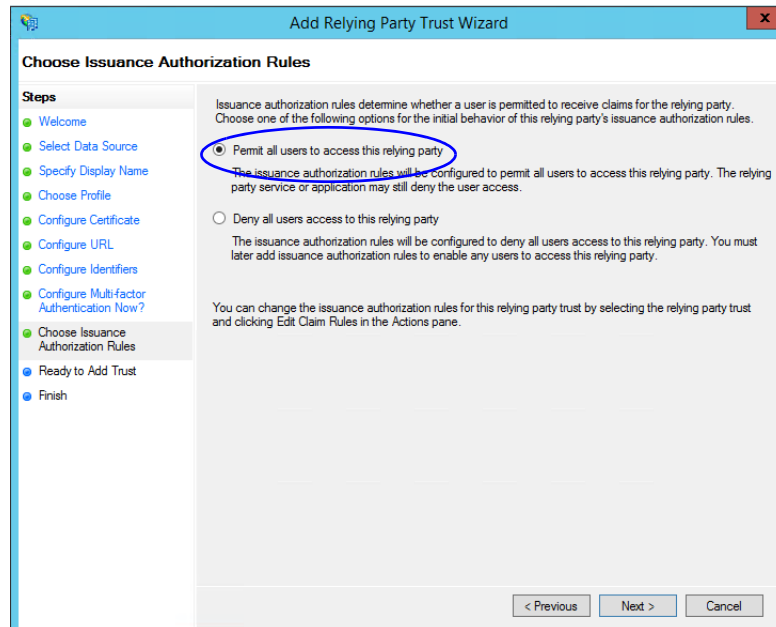 Add Relying Party Trust Wizard
x
Choose Issuance Authorization Rules
Steps
Welcome
Select Data Source
Specify Display Name
Choose Profile
Configure Certificate
Configure URL
Configure Identifiers
Configure Multi-factor
Authentication Now?
Choose Issuance
Authorization Rules
Ready to Add Trust
Finish
Issuance authorization rules determine whether a user is permitted to receive claims for the relying party.
Choose one of the following options for the initial behavior of this relying party's issuance authorization rules.
Permit all users to access this relying party
The issuance authorization rules will be configured to permit all users to access this relying party. The relying
party service or application may still deny the user access.
Deny all users access to this relying party
The issuance authorization rules will be configured to deny all users access to this relying party. You must
later add issuance authorization rules to enable any users to access this relying party.
You can change the issuance authorization rules for this relying party trust by selecting the relying party trust
and clicking Edit Claim Rules in the Actions pane.
< Previous
Next >
Cancel